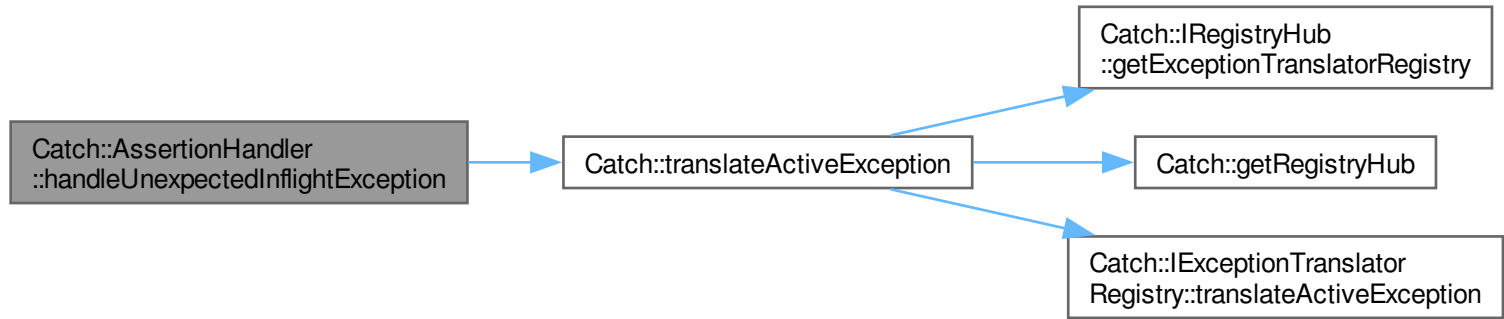 Catch::AssertionHandler
::handleUnexpectedInflightException
Catch::translateActiveException
Catch::IRegistryHub
::getExceptionTranslatorRegistry
Catch::getRegistryHub
Catch::IExceptionTranslator
Registry::translateActiveException